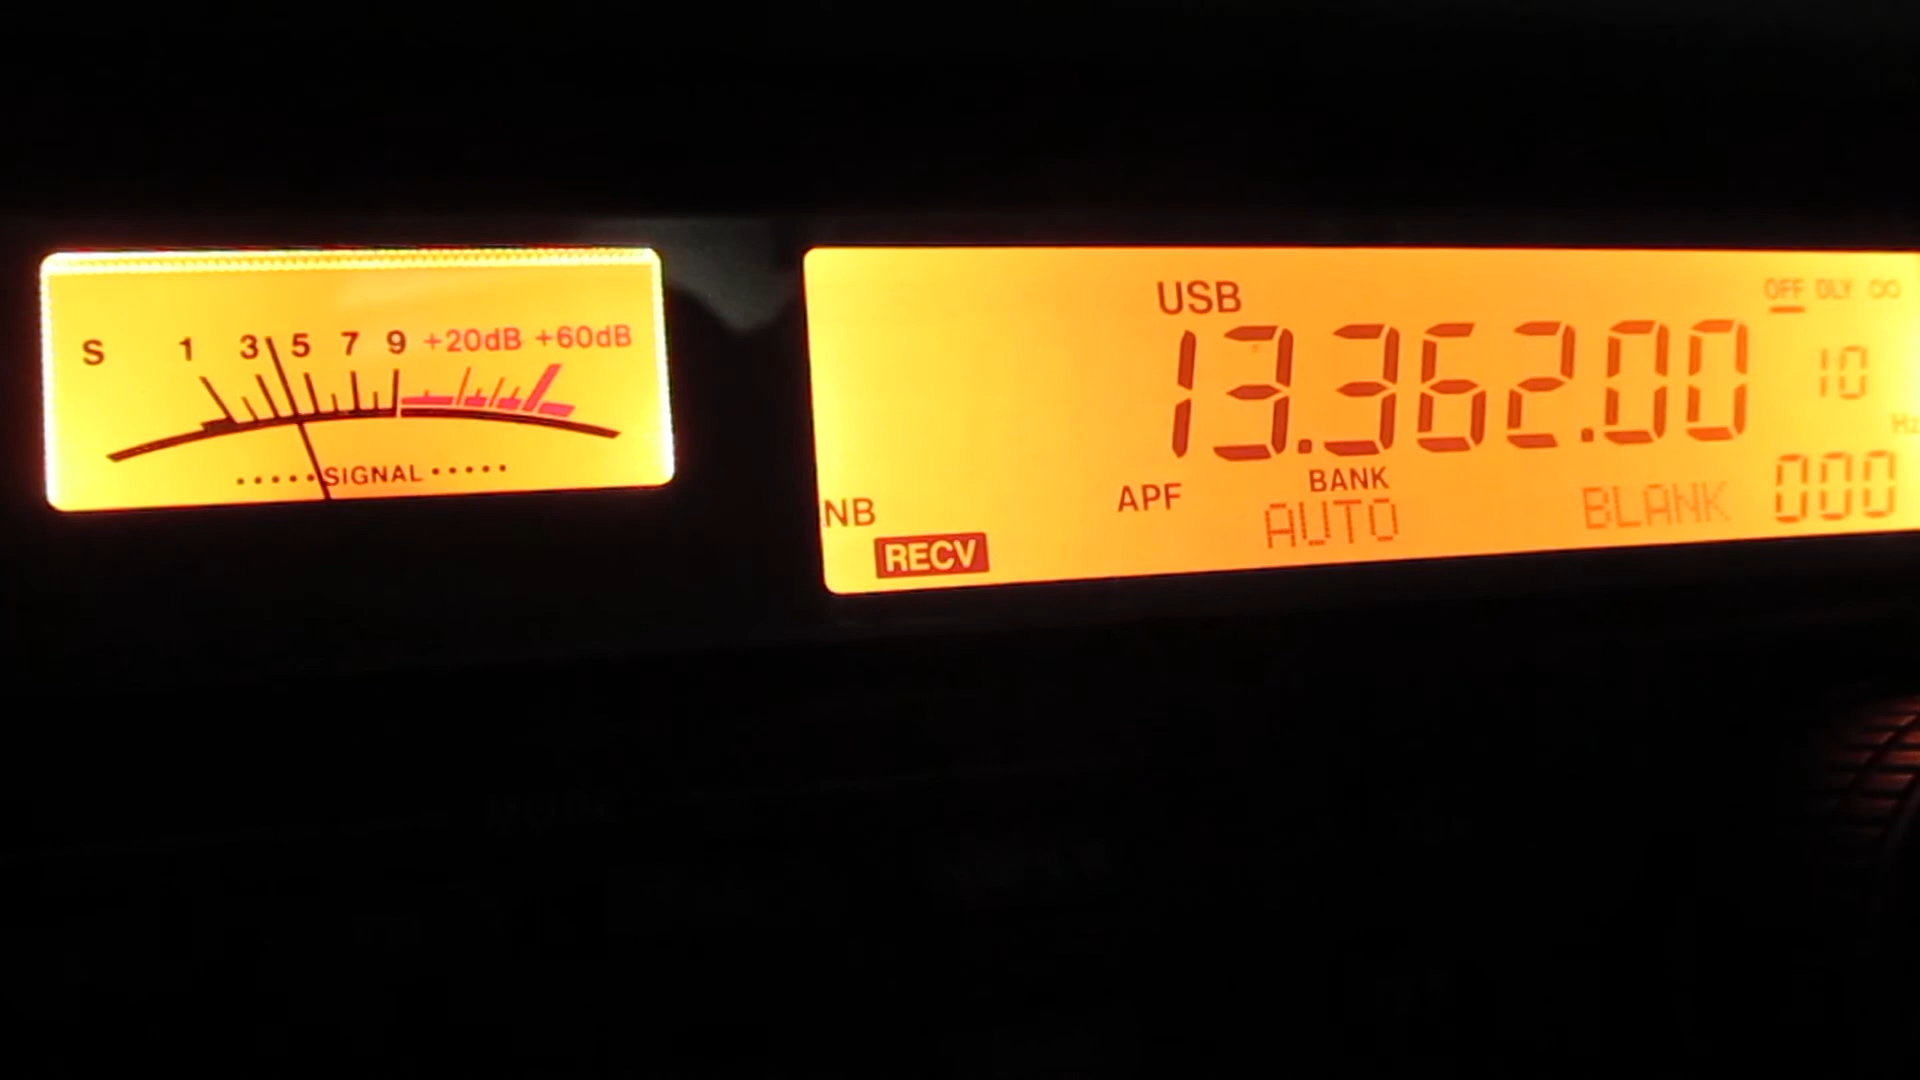 S 1 3 5 7 9 +20dB +60dB
SIGNAL
USB
OFF DLY ∞
13.362.00
10
Hz
NB
APF
BANK
AUTO
BLANK
000
RECV